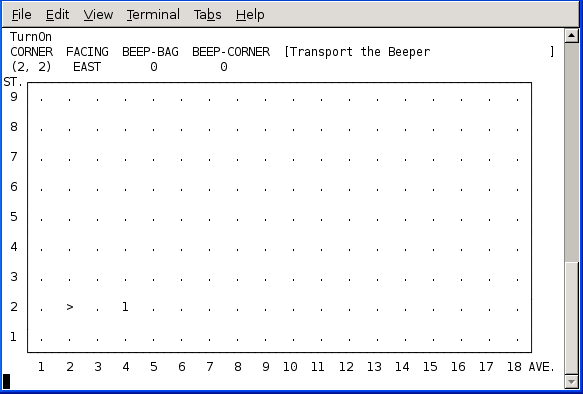 File Edit View Terminal Tabs Help
TurnOn
CORNER FACING BEEP-BAG BEEP-CORNER [Transport the Beeper ]
(2, 2) EAST 0 0
ST.
9 . . . . . . . . . . . . . . . . . .
8 . . . . . . . . . . . . . . . . . .
7 . . . . . . . . . . . . . . . . . .
6 . . . . . . . . . . . . . . . . . .
5 . . . . . . . . . . . . . . . . . .
4 . . . . . . . . . . . . . . . . . .
3 . . . . . . . . . . . . . . . . . .
2 . > . 1 . . . . . . . . . . . . . .
1 . . . . . . . . . . . . . . . . . .
1 2 3 4 5 6 7 8 9 10 11 12 13 14 15 16 17 18 AVE.